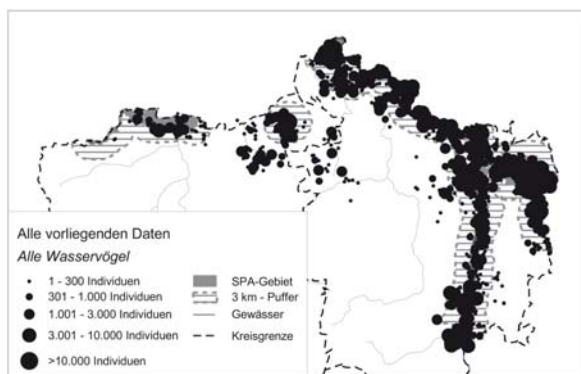 Alle vorliegenden Daten
Alle Wasservögel
1 - 300 Individuen
301 - 1.000 Individuen
1.001 - 3.000 Individuen
3.001 - 10.000 Individuen
>10.000 Individuen
SPA-Gebiet
3 km - Puffer
Gewässer
Kreisgrenze